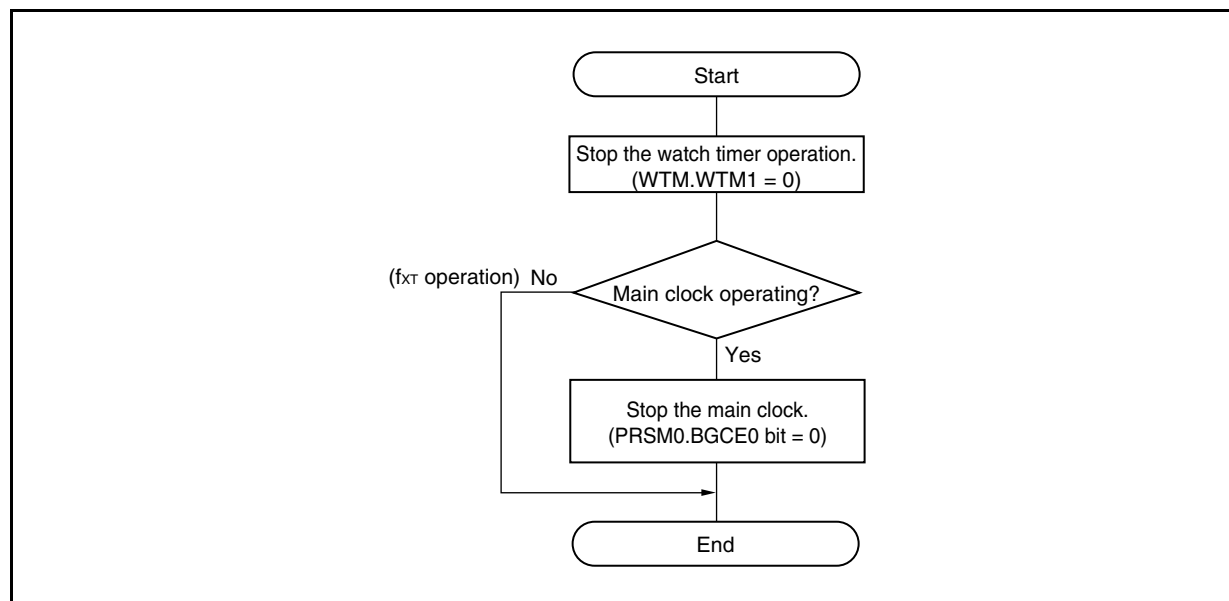 Start
Stop the watch timer operation.
(WTM.WTM1 = 0)
(fXT operation) No
Main clock operating?
Yes
Stop the main clock.
(PRSM0.BGCE0 bit = 0)
End